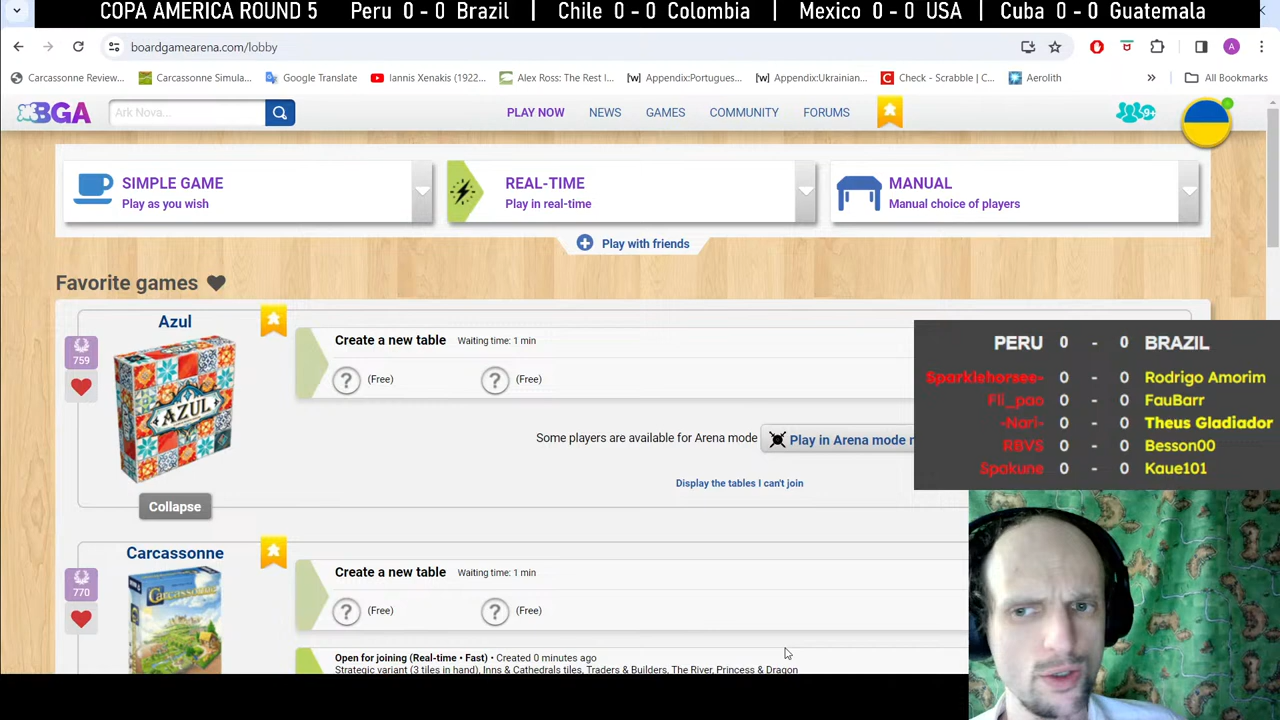 COPA AMERICA ROUND 5 Peru 0 - 0 Brazil | Chile 0 - 0 Colombia | Mexico 0 - 0 USA | Cuba 0 - 0 Guatemala
boardgamearena.com/lobby
A
Carcassonne Review... Carcassonne Simula... Google Translate Iannis Xenakis (1922... Alex Ross: The Rest I... [w] Appendix:Portugues... [w] Appendix:Ukrainian... Check - Scrabble | C... Aerolith » All Bookmarks
BGA Ark Nova... PLAY NOW NEWS GAMES COMMUNITY FORUMS 9+
SIMPLE GAME
Play as you wish
REAL-TIME
Play in real-time
MANUAL
Manual choice of players
Play with friends
Favorite games
Azul
759
AZUL
Collapse
Create a new table Waiting time: 1 min
? (Free) ? (Free)
Some players are available for Arena mode Play in Arena mode n
Display the tables I can't join
PERU 0 - 0 BRAZIL
Sparklehorsee- 0 - 0 Rodrigo Amorim
Fli_pao 0 - 0 FauBarr
-Nari- 0 - 0 Theus Gladiador
RBVS 0 - 0 Besson00
Spokune 0 - 0 Kaue101
Carcassonne
770
Carcassonne
Create a new table Waiting time: 1 min
? (Free) ? (Free)
Open for joining (Real-time • Fast) • Created 0 minutes ago
Strategic variant (3 tiles in hand), Inns & Cathedrals tiles, Traders & Builders, The River, Princess & Dragon